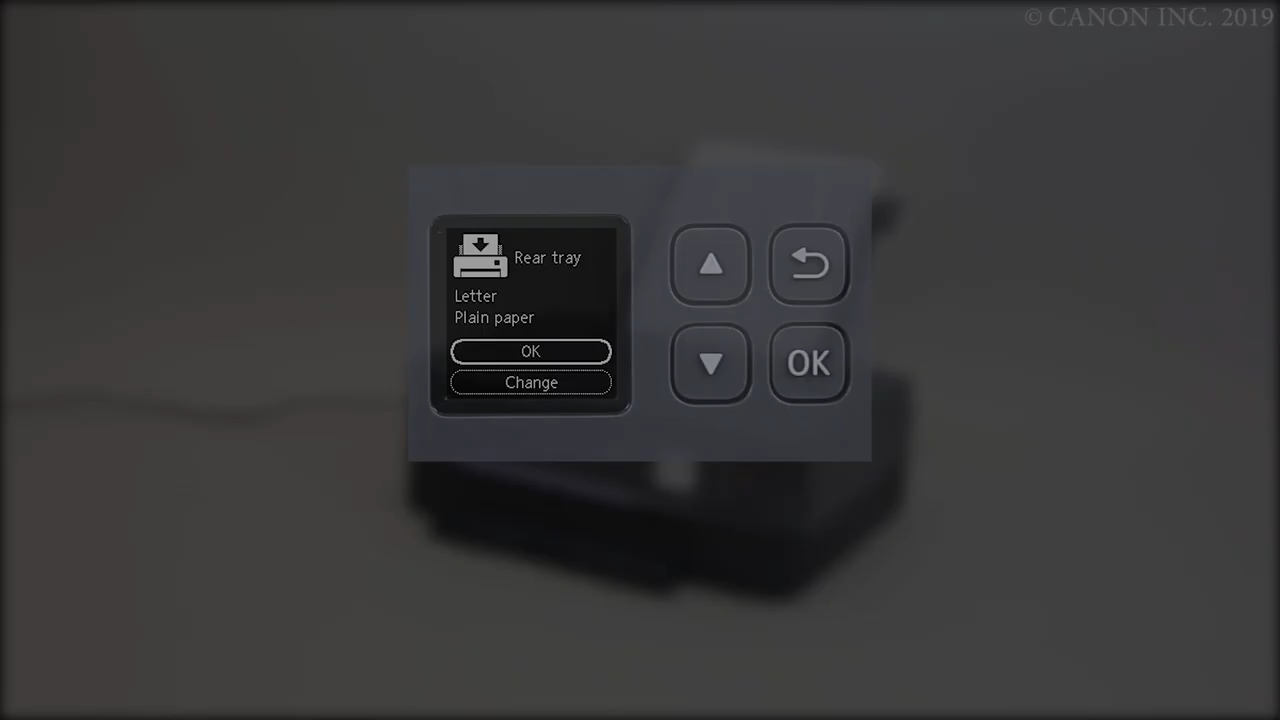 © CANON INC. 2019
Rear tray
Letter
Plain paper
OK
Change
OK